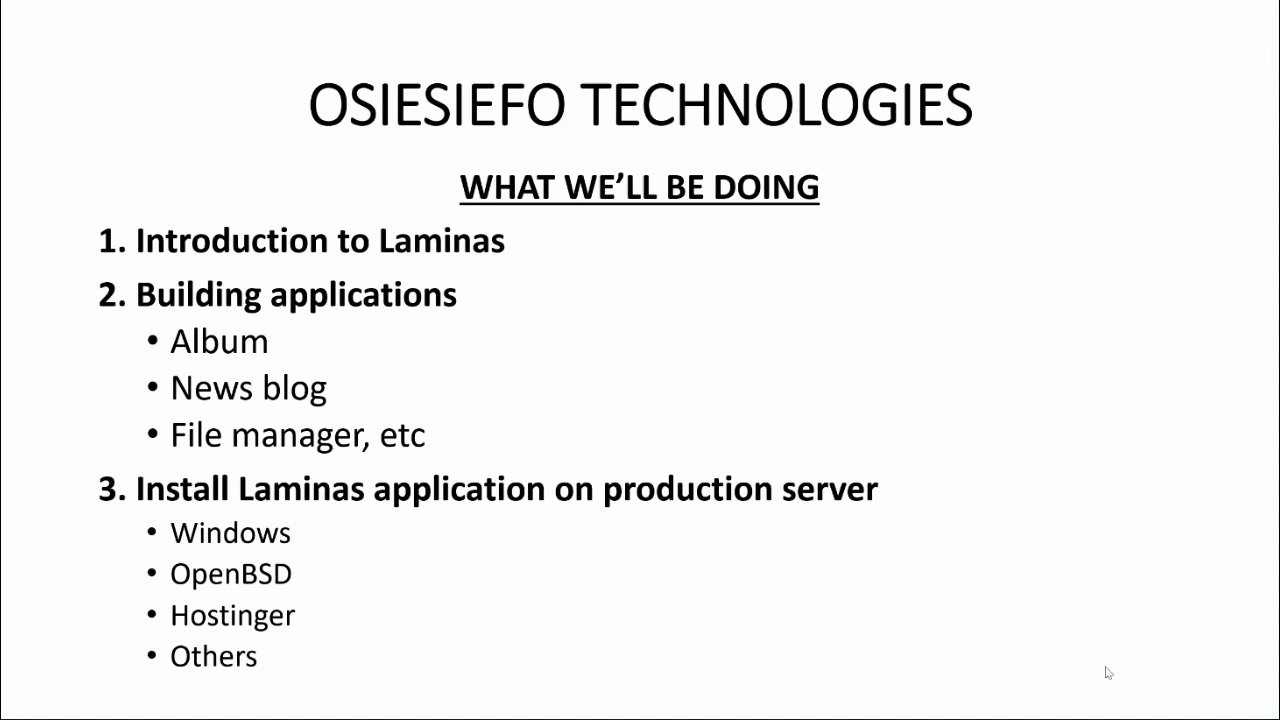 OSIESIEFO TECHNOLOGIES
WHAT WE’LL BE DOING
1. Introduction to Laminas
2. Building applications
• Album
• News blog
• File manager, etc
3. Install Laminas application on production server
• Windows
• OpenBSD
• Hostinger
• Others